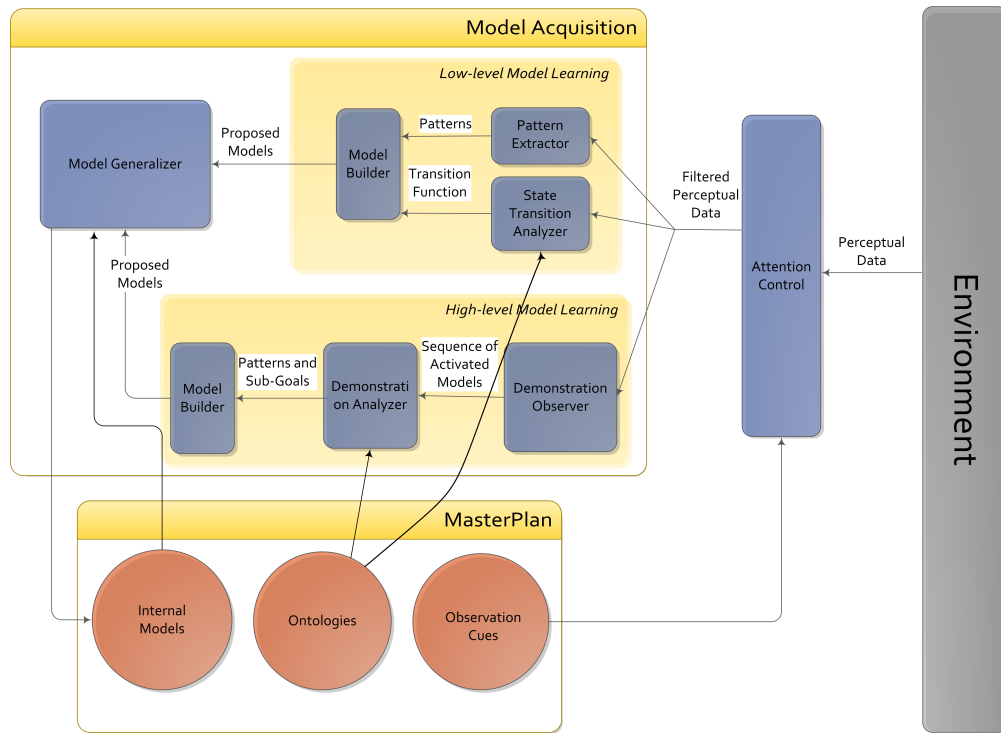 Model Acquisition
Low-level Model Learning
Model Generalizer
Proposed
Models
Model
Builder
Patterns
Transition
Function
Pattern
Extractor
State
Transition
Analyzer
Filtered
Perceptual
Data
Attention
Control
Perceptual
Data
Environment
Proposed
Models
High-level Model Learning
Model
Builder
Patterns and
Sub-Goals
Demonstrati
on Analyzer
Sequence of
Activated
Models
Demonstration
Observer
MasterPlan
Internal
Models
Ontologies
Observation
Cues